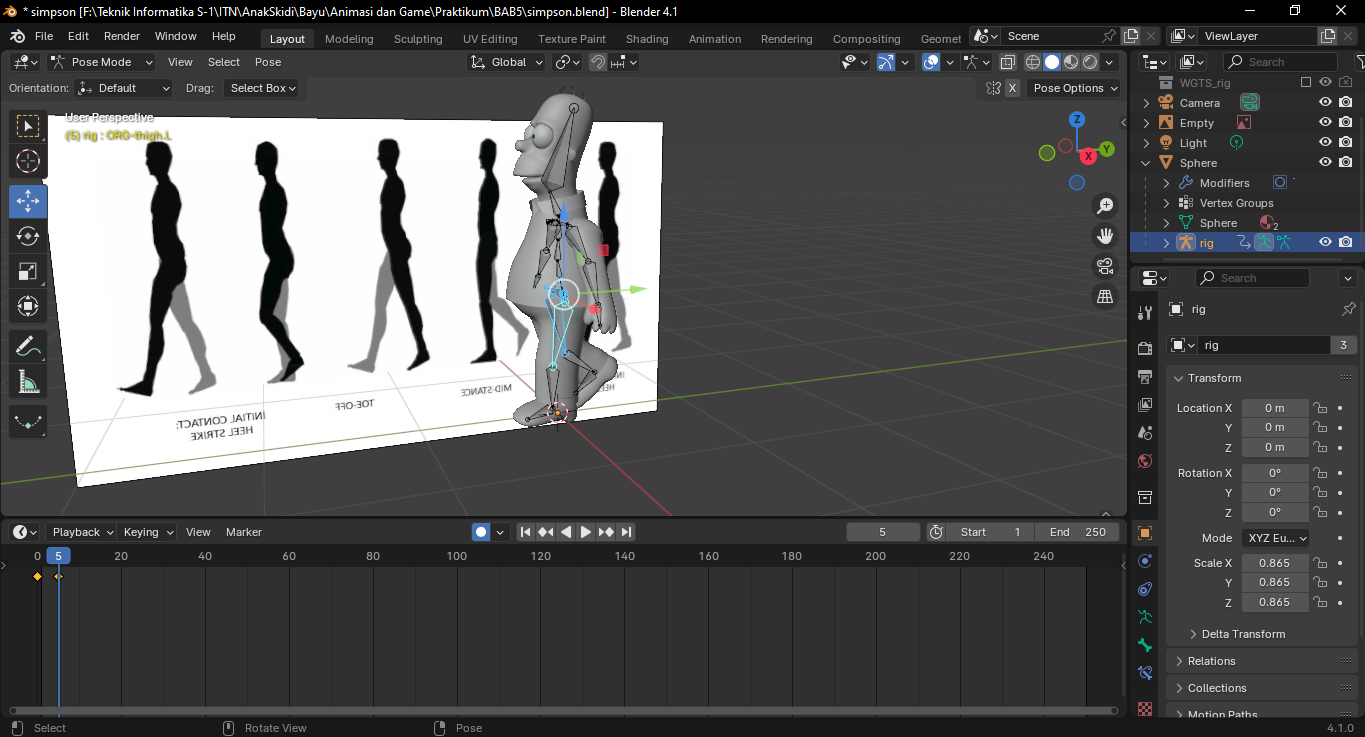 * simpson [F:\Teknik Informatika S-1\ITN\AnakSkidi\Bayu\Animasi dan Game\Praktikum\BAB5\simpson.blend] - Blender 4.1
File Edit Render Window Help Layout Modeling Sculpting UV Editing Texture Paint Shading Animation Rendering Compositing Geomet Scene ViewLayer
Pose Mode View Select Pose Global Search
Orientation: Default Drag: Select Box X Pose Options
WGTS_rig
Camera
Empty
Light
Sphere
Modifiers
Vertex Groups
Sphere 2
rig
User Perspective
(5) rig : ORG-thigh.L
Z
Y
X
INITIAL CONTACT:
HEEL STRIKE
TOE-OFF
MID-STANCE
Search
rig
rig 3
Transform
Location X 0 m
Y 0 m
Z 0 m
Rotation X 0°
Y 0°
Z 0°
Mode XYZ Eu...
Scale X 0.865
Y 0.865
Z 0.865
Delta Transform
Relations
Collections
Motion Paths
Playback Keying View Marker 5 Start 1 End 250
0 5 20 40 60 80 100 120 140 160 180 200 220 240
Select Rotate View Pose 4.1.0